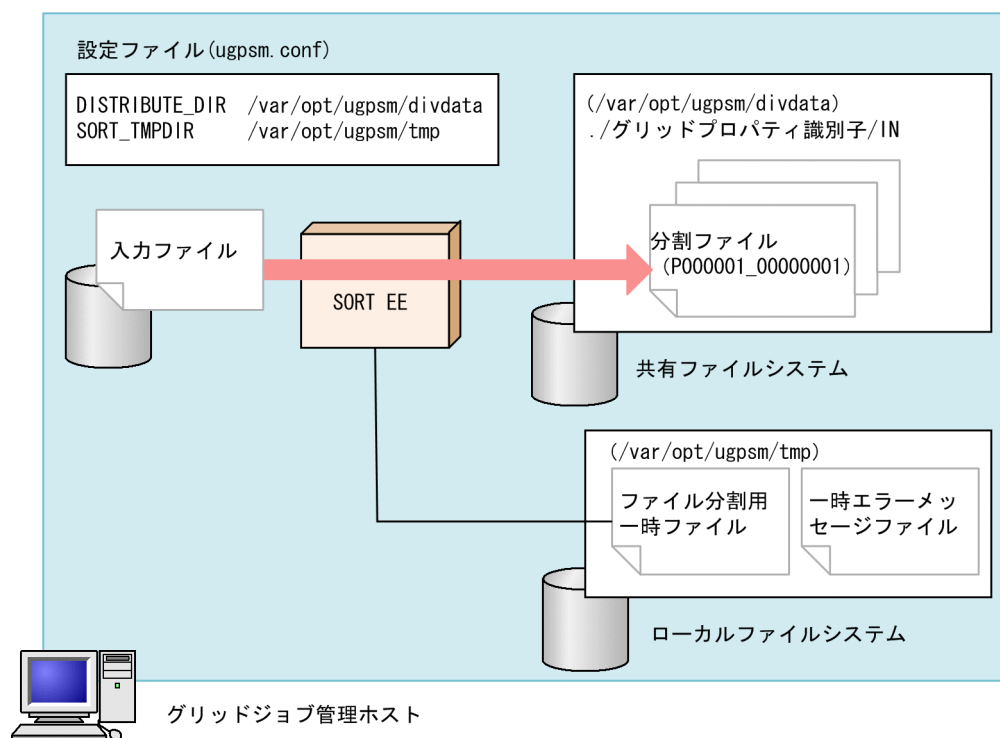 設定ファイル(ugpsm.conf)
DISTRIBUTE_DIR /var/opt/ugpsm/divdata
SORT_TMPDIR /var/opt/ugpsm/tmp
(/var/opt/ugpsm/divdata)
./グリッドプロパティ識別子/IN
入力ファイル
SORT EE
分割ファイル
(P000001_00000001)
共有ファイルシステム
(/var/opt/ugpsm/tmp)
ファイル分割用
一時ファイル
一時エラーメッ
セージファイル
ローカルファイルシステム
グリッドジョブ管理ホスト